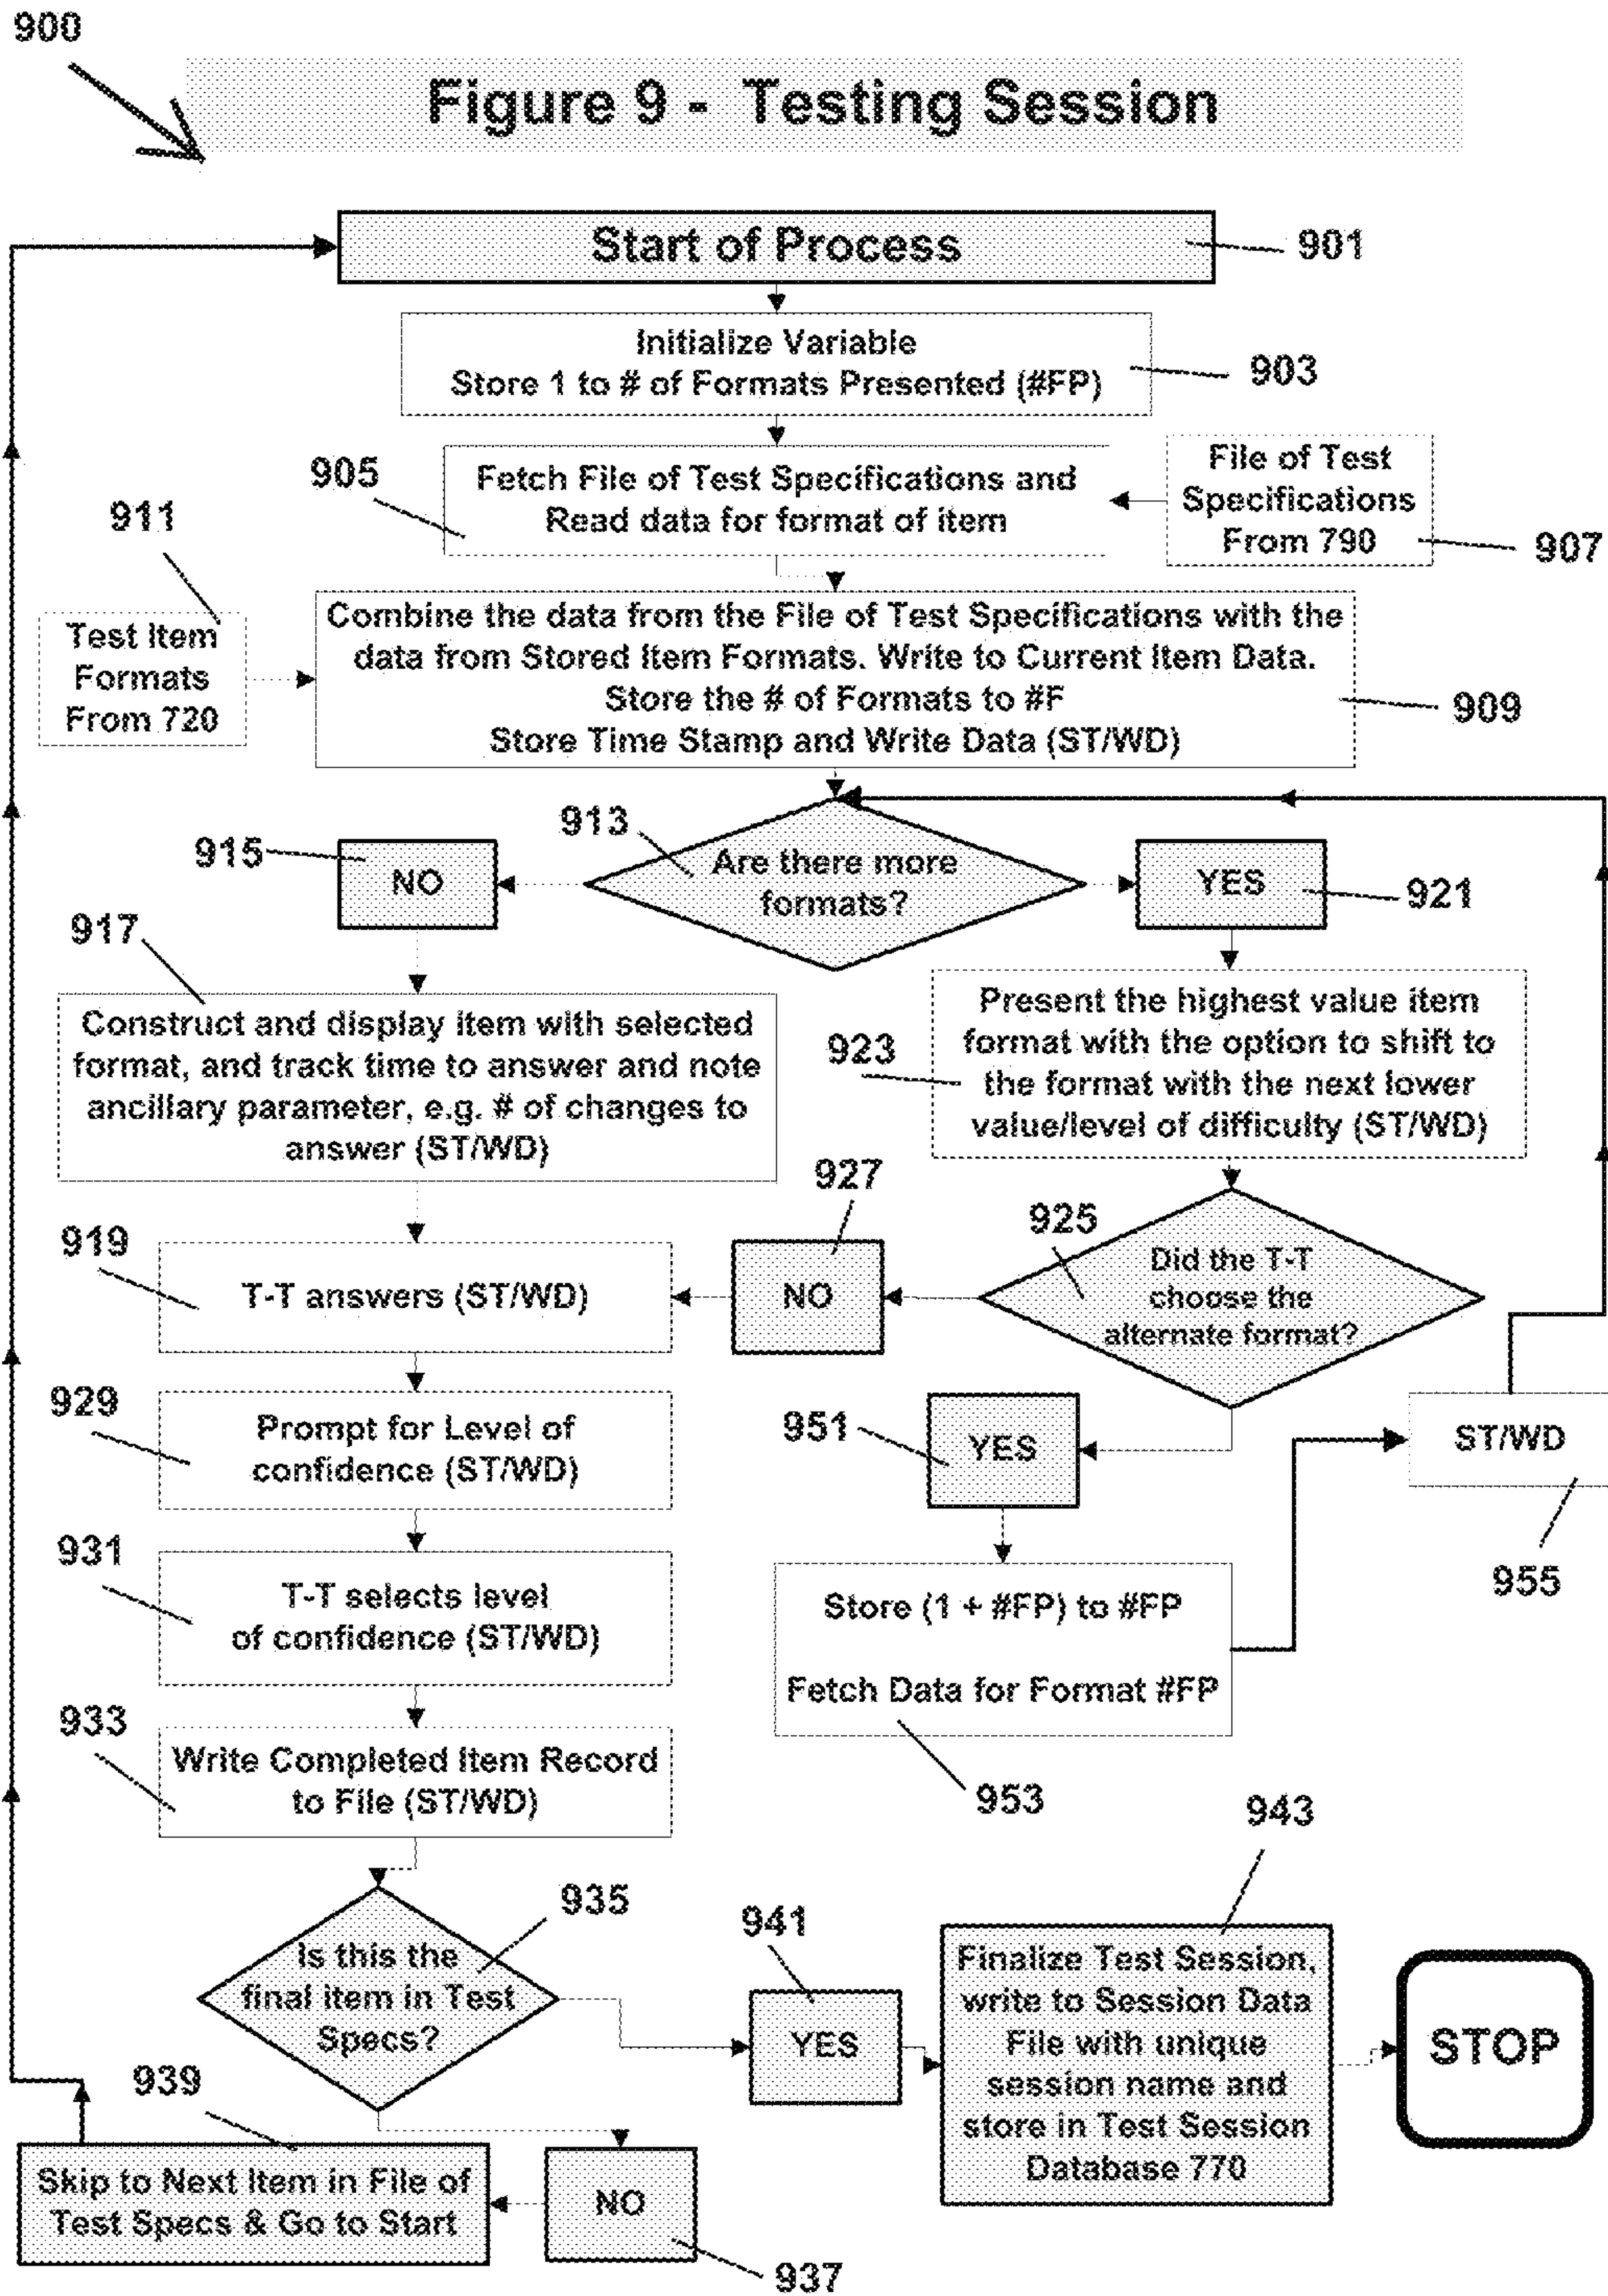 900
Figure 9 - Testing Session
Start of Process
901
Initialize Variable
Store 1 to # of Formats Presented (#FP)
903
905
Fetch File of Test Specifications and
Read data for format of item
File of Test
Specifications
From 790
907
911
Test Item
Formats
From 720
Combine the data from the File of Test Specifications with the
data from Stored Item Formats. Write to Current Item Data.
Store the # of Formats to #F
Store Time Stamp and Write Data (ST/WD)
909
913
Are there more
formats?
915
NO
YES
921
917
Construct and display item with selected
format, and track time to answer and note
ancillary parameter, e.g. # of changes to
answer (ST/WD)
923
Present the highest value item
format with the option to shift to
the format with the next lower
value/level of difficulty (ST/WD)
919
T-T answers (ST/WD)
927
NO
925
Did the T-T
choose the
alternate format?
929
Prompt for Level of
confidence (ST/WD)
951
YES
ST/WD
955
931
T-T selects level
of confidence (ST/WD)
Store (1 + #FP) to #FP
Fetch Data for Format #FP
953
933
Write Completed Item Record
to File (ST/WD)
935
Is this the
final item in Test
Specs?
941
YES
943
Finalize Test Session,
write to Session Data
File with unique
session name and
store in Test Session
Database 770
STOP
939
Skip to Next Item in File of
Test Specs & Go to Start
NO
937